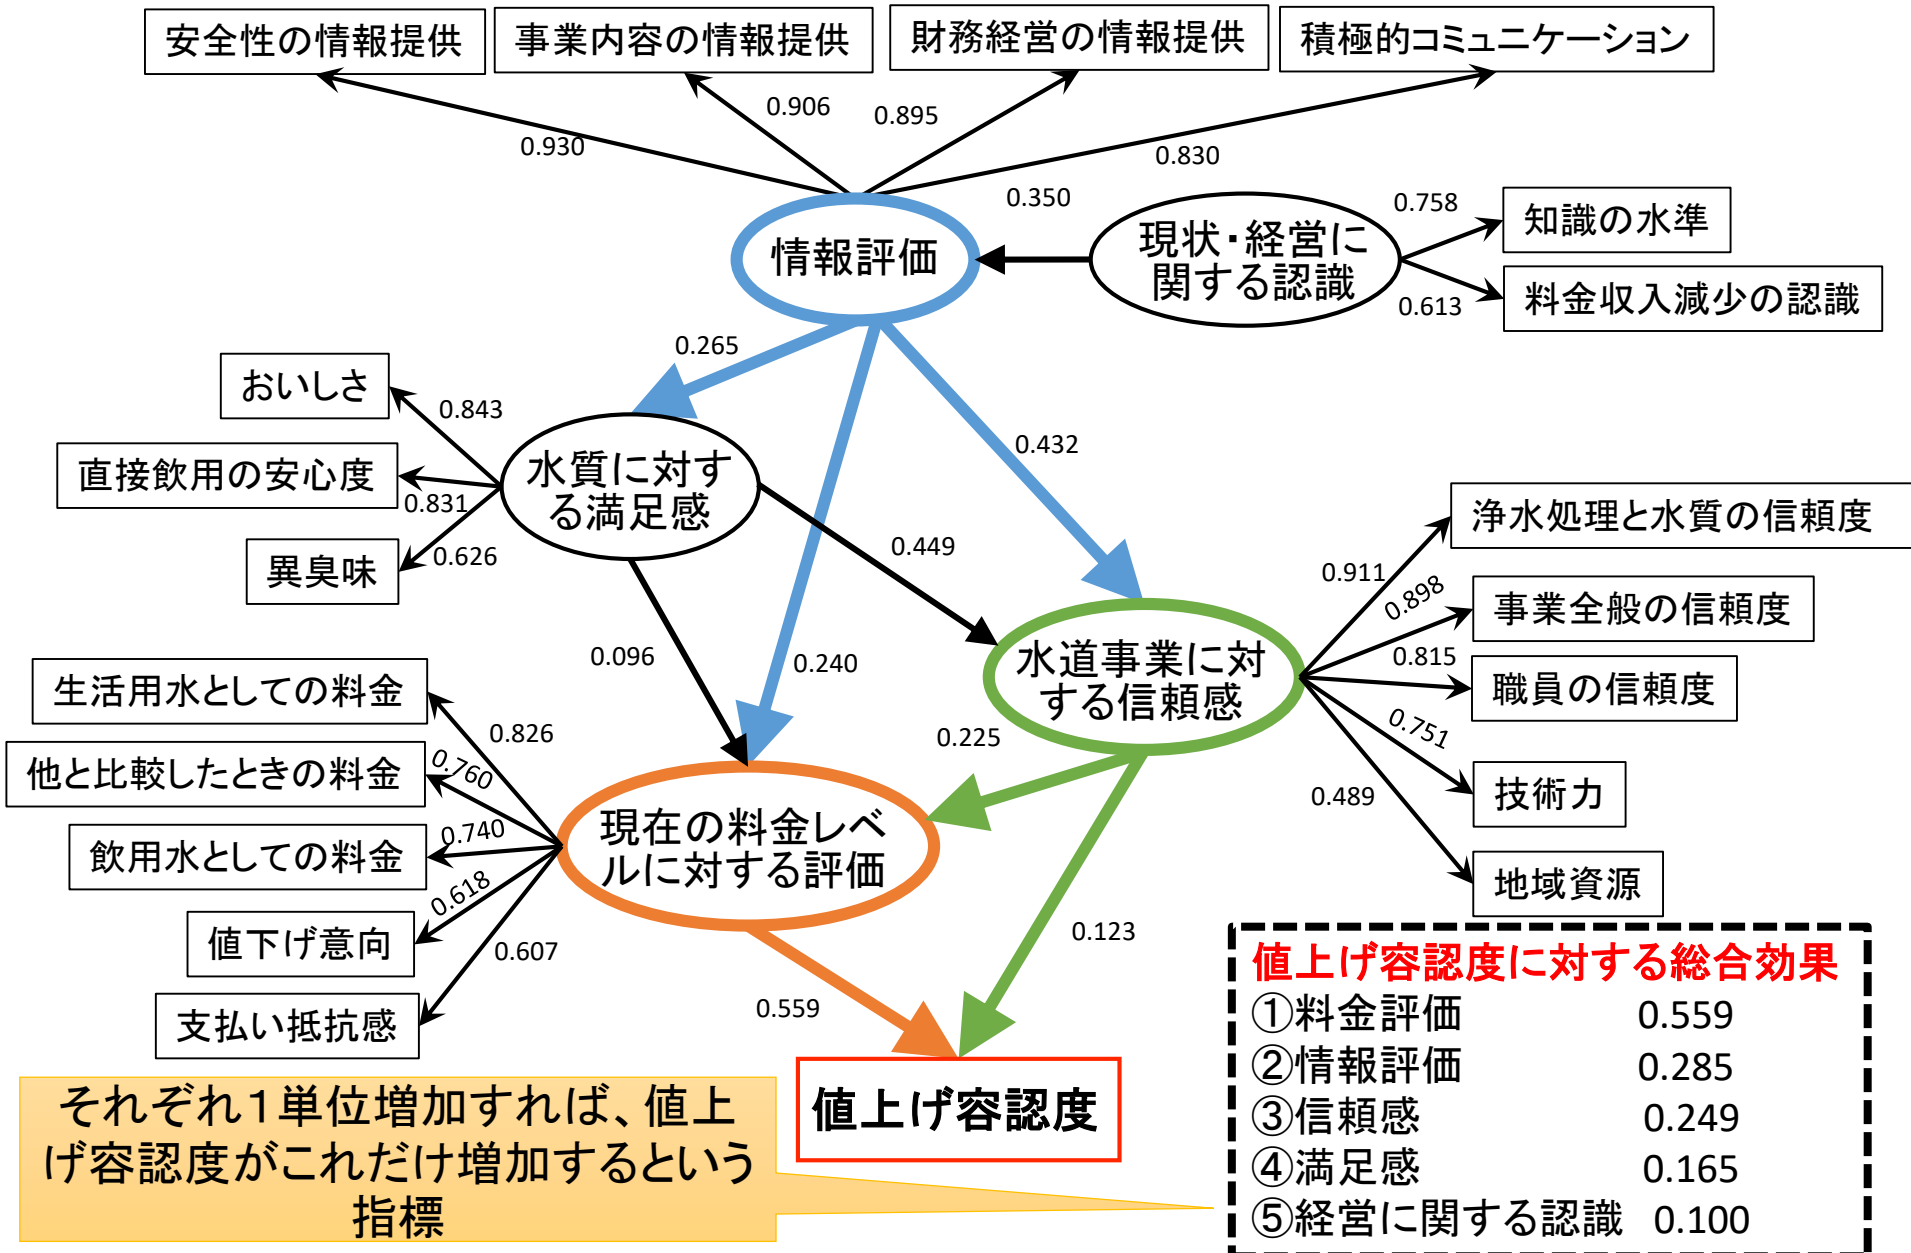 安全性の情報提供
事業内容の情報提供
財務経営の情報提供
積極的コミュニケーション
0.930
0.906
0.895
0.830
情報評価
0.350
現状・経営に
関する認識
0.758
知識の水準
0.613
料金収入減少の認識
0.265
0.432
0.240
おいしさ
0.843
直接飲用の安心度
0.831
異臭味
0.626
水質に対す
る満足感
0.449
0.096
水道事業に対
する信頼感
0.911
浄水処理と水質の信頼度
0.898
事業全般の信頼度
0.815
職員の信頼度
0.751
技術力
0.489
地域資源
0.225
0.123
生活用水としての料金
0.826
他と比較したときの料金
0.760
飲用水としての料金
0.740
値下げ意向
0.618
支払い抵抗感
0.607
現在の料金レベ
ルに対する評価
0.559
値上げ容認度
それぞれ1単位増加すれば、値上
げ容認度がこれだけ増加するという
指標
値上げ容認度に対する総合効果
①料金評価 0.559
②情報評価 0.285
③信頼感 0.249
④満足感 0.165
⑤経営に関する認識 0.100